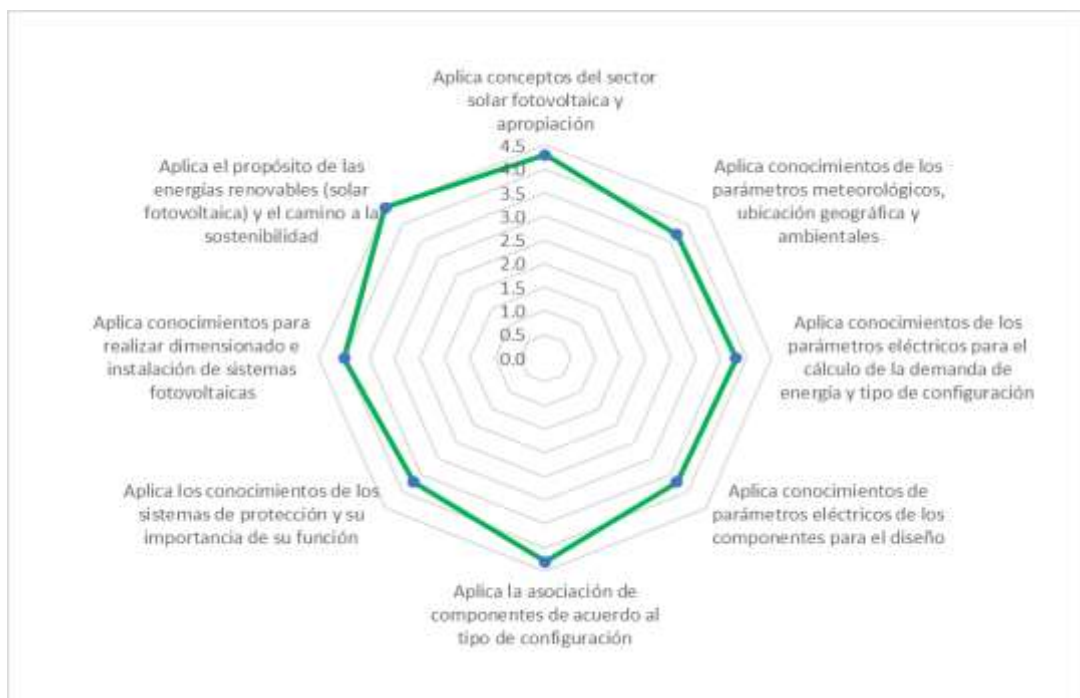 Aplica conceptos del sector
solar fotovoltaica y
apropiación
4.5
4.0
3.5
3.0
2.5
2.0
1.5
1.0
0.5
0.0
Aplica conocimientos de los
parámetros meteorológicos,
ubicación geográfica y
ambientales
Aplica conocimientos de los
parámetros eléctricos para el
cálculo de la demanda de
energía y tipo de configuración
Aplica conocimientos de
parámetros eléctricos de los
componentes para el diseño
Aplica la asociación de
componentes de acuerdo al
tipo de configuración
Aplica los conocimientos de los
sistemas de protección y su
importancia de su función
Aplica conocimientos para
realizar dimensionado e
instalación de sistemas
fotovoltaicas
Aplica el propósito de las
energías renovables (solar
fotovoltaica) y el camino a la
sostenibilidad